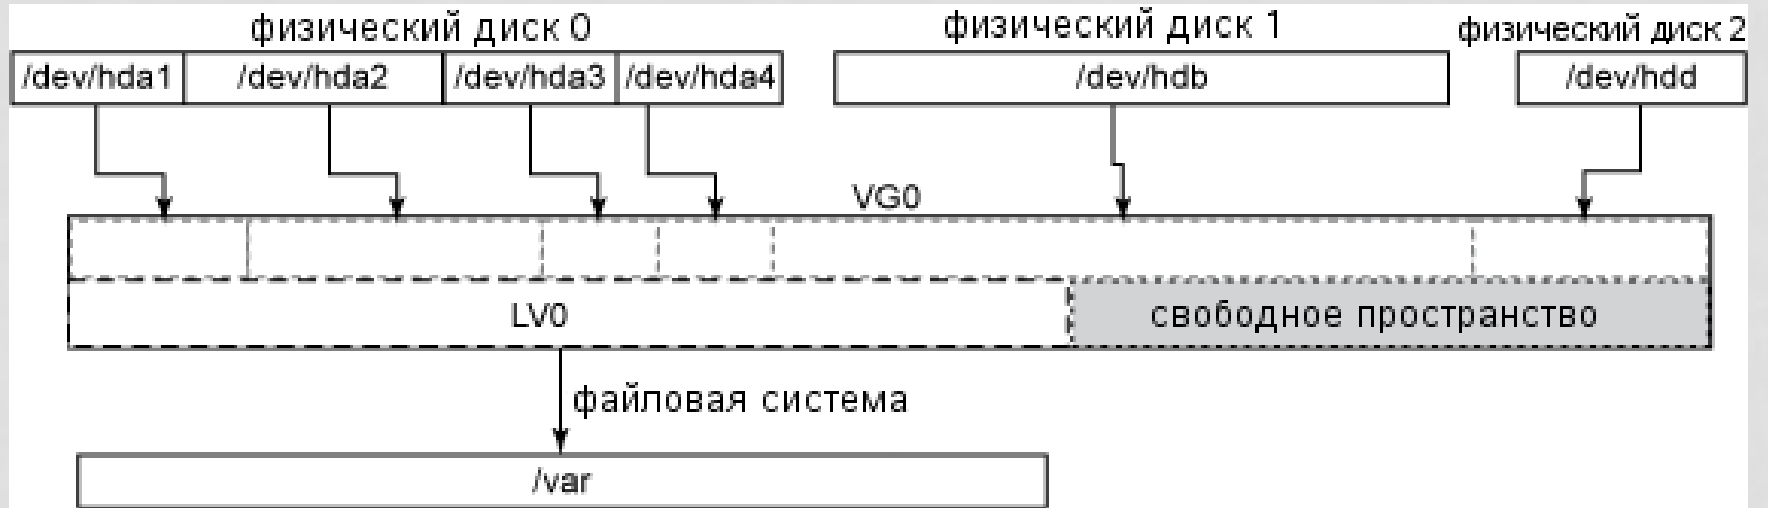 физический диск 0
физический диск 1
физический диск 2
/dev/hda1
/dev/hda2
/dev/hda3
/dev/hda4
/dev/hdb
/dev/hdd
VG0
LV0
свободное пространство
файловая система
/var